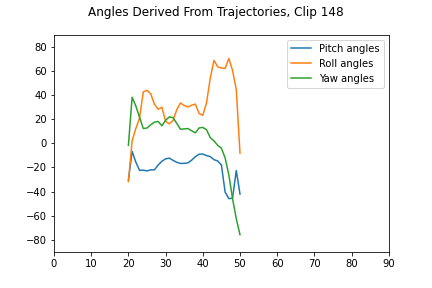 Angles Derived From Trajectories, Clip 148
Pitch angles
Roll angles
Yaw angles
80
60
40
20
0
−20
−40
−60
−80
0 10 20 30 40 50 60 70 80 90